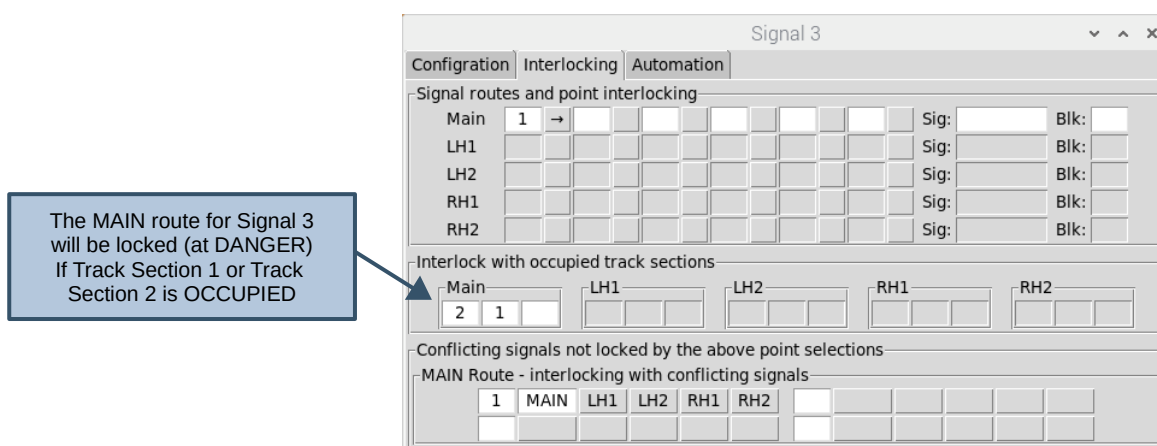 Signal 3
Configration Interlocking Automation
Signal routes and point interlocking
Main 1 → Sig: Blk:
LH1 Sig: Blk:
LH2 Sig: Blk:
RH1 Sig: Blk:
RH2 Sig: Blk:
The MAIN route for Signal 3
will be locked (at DANGER)
If Track Section 1 or Track
Section 2 is OCCUPIED
Interlock with occupied track sections
Main LH1 LH2 RH1 RH2
2 1
Conflicting signals not locked by the above point selections
MAIN Route - interlocking with conflicting signals
1 MAIN LH1 LH2 RH1 RH2